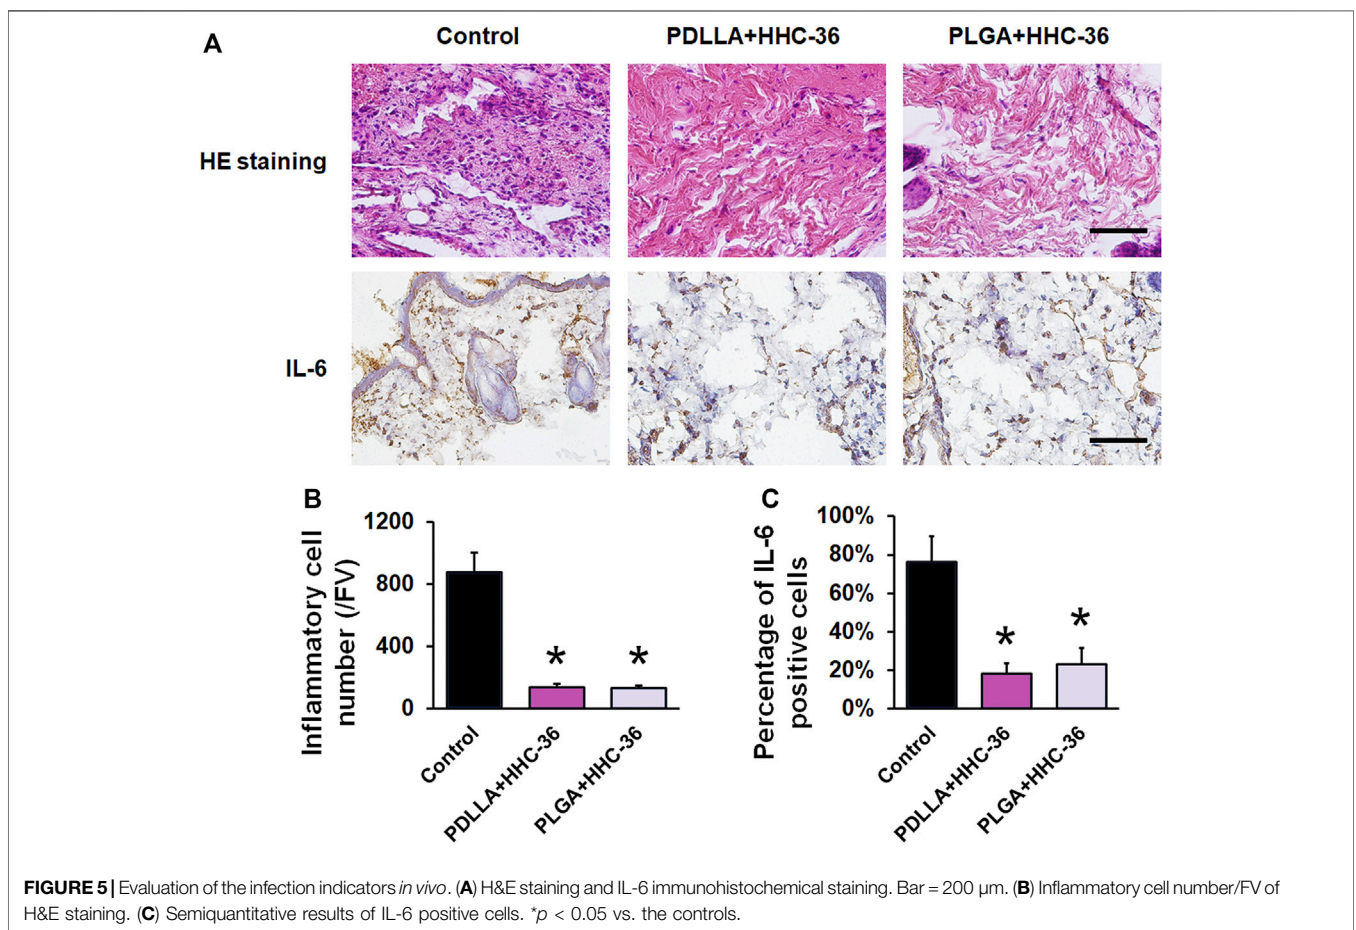 A
Control
PDLLA+HHC-36
PLGA+HHC-36
HE staining
IL-6
B
Inflammatory cell
number (/FV)
1200
800
400
0
*
*
Control
PDLLA+HHC-36
PLGA+HHC-36
C
Percentage of IL-6
positive cells
100%
80%
60%
40%
20%
0%
*
*
Control
PDLLA+HHC-36
PLGA+HHC-36
FIGURE 5 | Evaluation of the infection indicators in vivo. (A) H&E staining and IL-6 immunohistochemical staining. Bar = 200 μm. (B) Inflammatory cell number/FV of
H&E staining. (C) Semiquantitative results of IL-6 positive cells. *p < 0.05 vs. the controls.